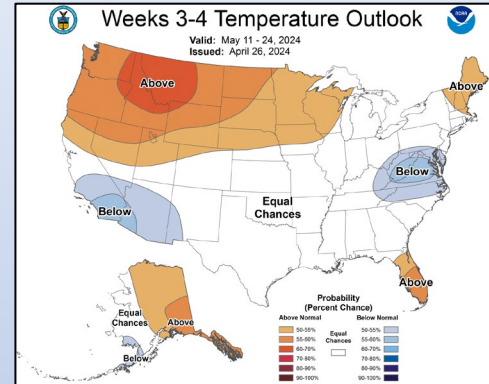 Weeks 3-4 Temperature Outlook
Valid: May 11 - 24, 2024
Issued: April 26, 2024
NOAA
Above
Above
Below
Below
Equal
Chances
Above
Equal
Chances
Above
Below
Probability
(Percent Chance)
Above Normal
Below Normal
Equal
Chances
50-55%
55-60%
60-70%
70-80%
80-90%
90-100%
50-55%
55-60%
60-70%
70-80%
80-90%
90-100%